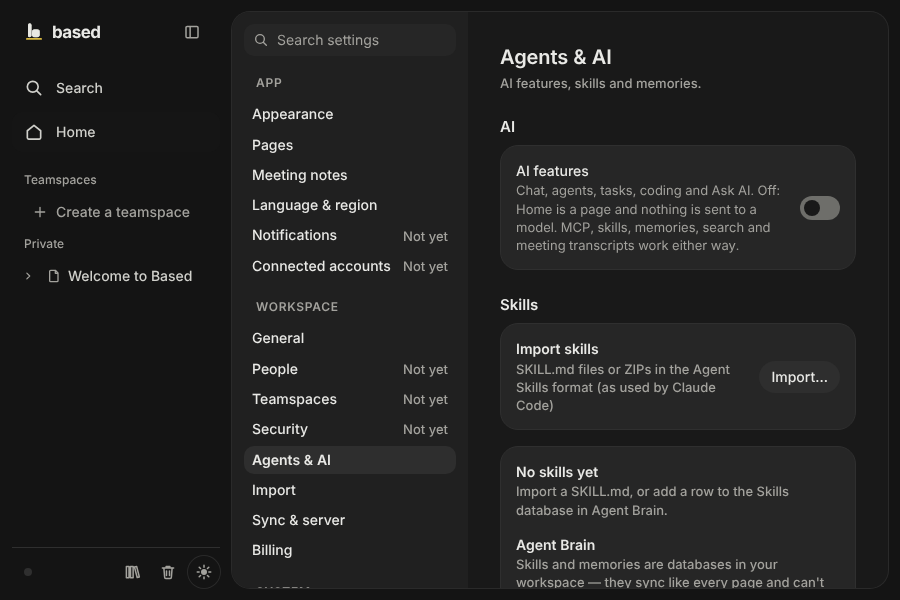 based
Search
Home
Teamspaces
Create a teamspace
Private
Welcome to Based
Search settings
APP
Appearance
Pages
Meeting notes
Language & region
Notifications Not yet
Connected accounts Not yet
WORKSPACE
General
People Not yet
Teamspaces Not yet
Security Not yet
Agents & AI
Import
Sync & server
Billing
Agents & AI
AI features, skills and memories.
AI
AI features
Chat, agents, tasks, coding and Ask AI. Off:
Home is a page and nothing is sent to a
model. MCP, skills, memories, search and
meeting transcripts work either way.
Skills
Import skills
SKILL.md files or ZIPs in the Agent
Skills format (as used by Claude
Code)
Import...
No skills yet
Import a SKILL.md, or add a row to the Skills
database in Agent Brain.
Agent Brain
Skills and memories are databases in your
workspace — they sync like every page and can't